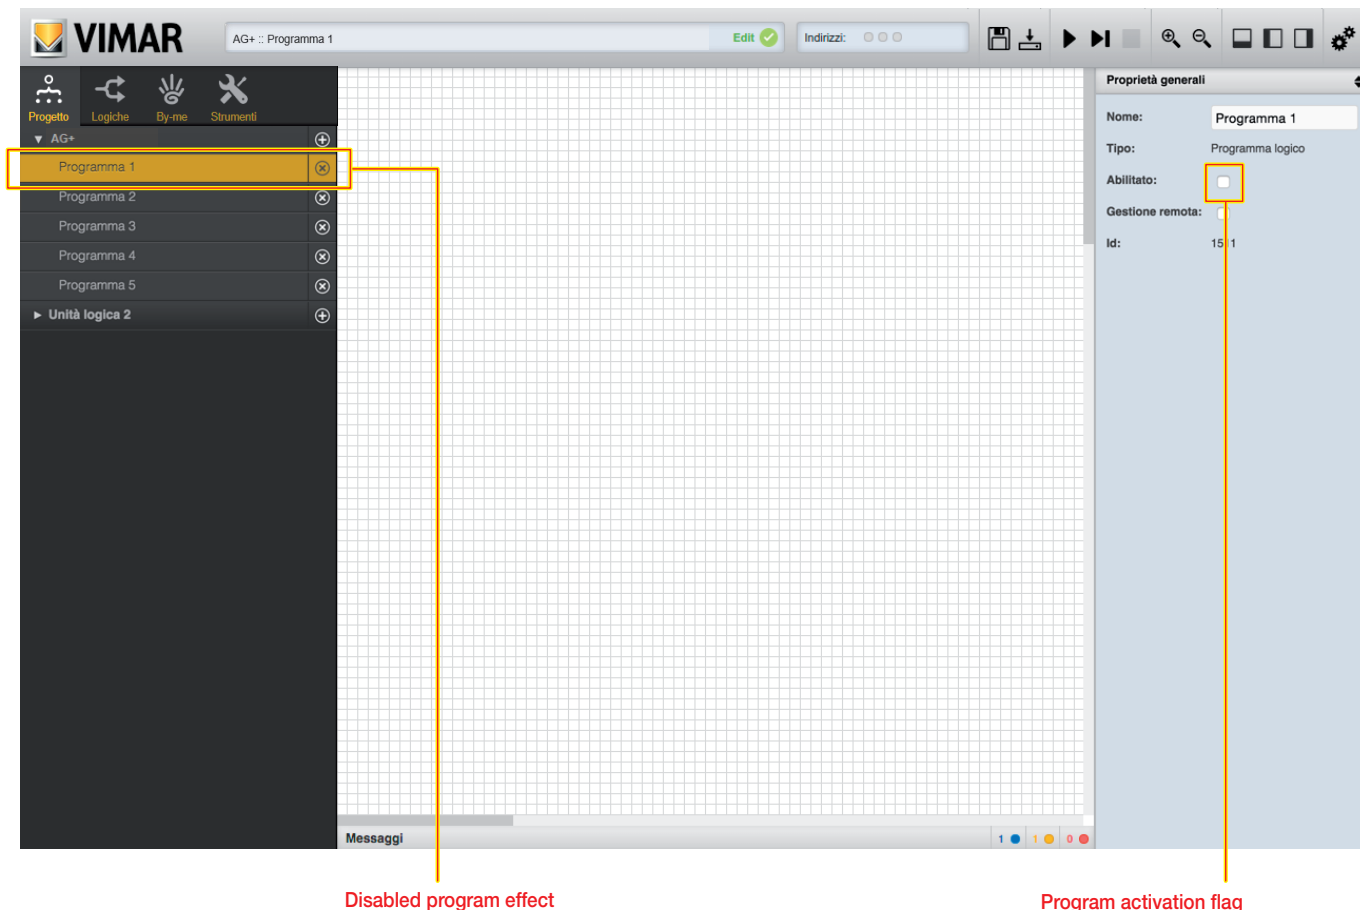 VIMAR
AG+ :: Programma 1
Edit
Indirizzi:
Progetto
Logiche
By-me
Strumenti
AG+
Programma 1
Programma 2
Programma 3
Programma 4
Programma 5
Unità logica 2
Proprietà generali
Nome: Programma 1
Tipo: Programma logico
Abilitato:
Gestione remota:
Id:
Messaggi
1
1
0
Disabled program effect
Program activation flag